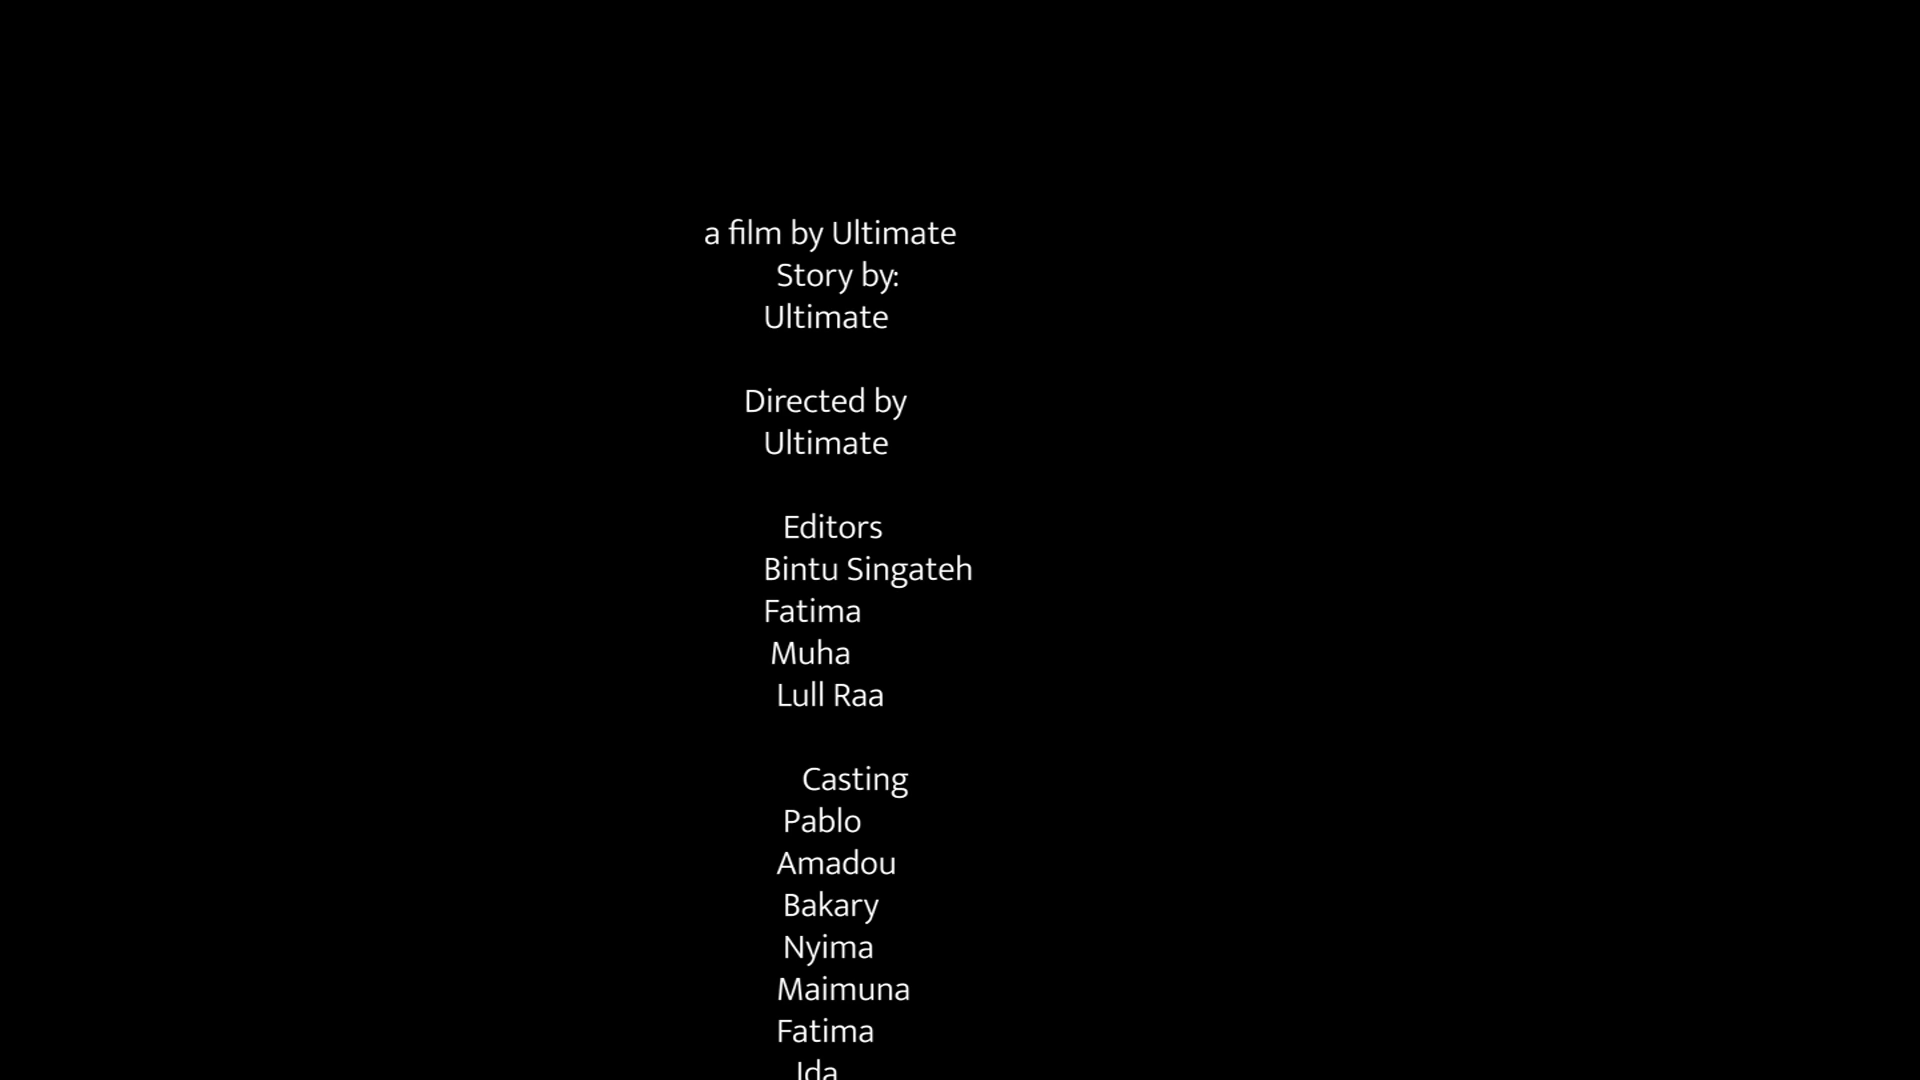 a film by Ultimate
Story by:
Ultimate
Directed by
Ultimate
Editors
Bintu Singateh
Fatima
Muha
Lull Raa
Casting
Pablo
Amadou
Bakary
Nyima
Maimuna
Fatima
Ida